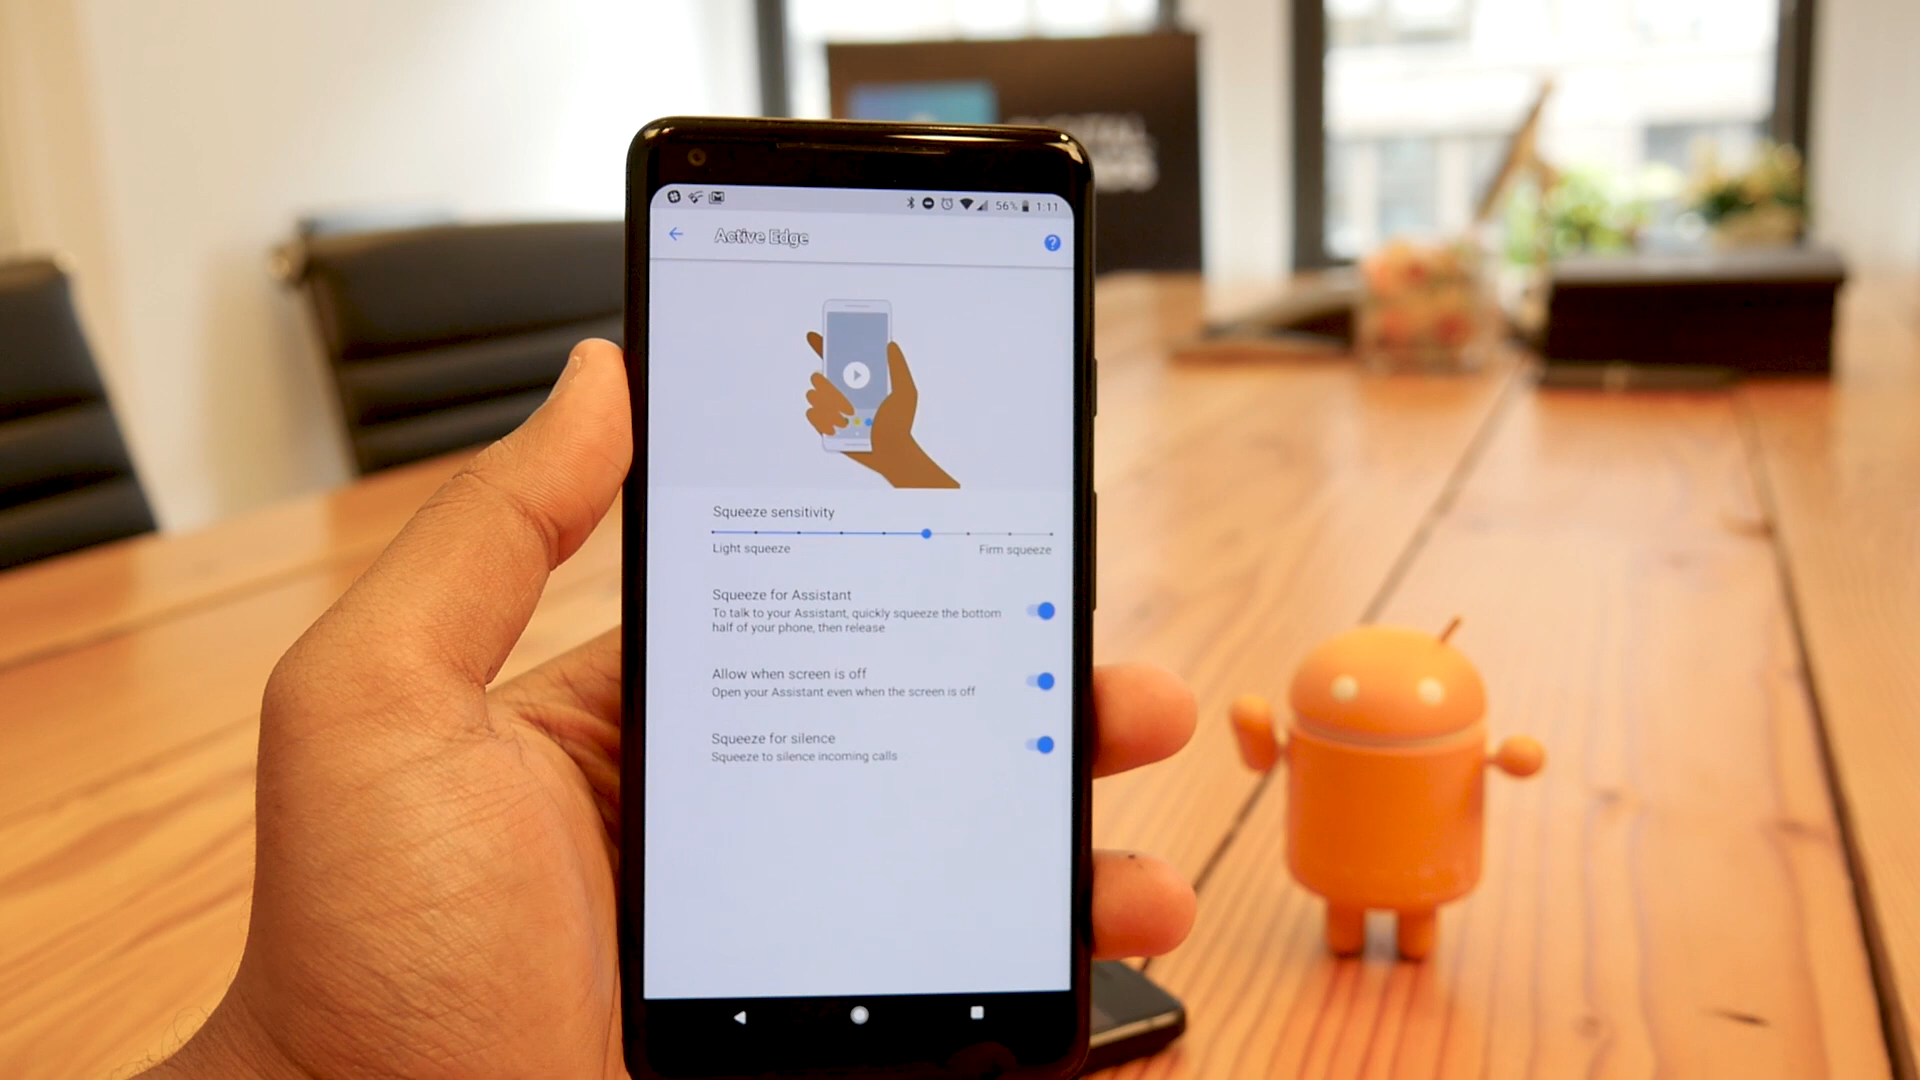 56% 1:11
Active Edge
?
Squeeze sensitivity
Light squeeze Firm squeeze
Squeeze for Assistant
To talk to your Assistant, quickly squeeze the bottom
half of your phone, then release
Allow when screen is off
Open your Assistant even when the screen is off
Squeeze for silence
Squeeze to silence incoming calls